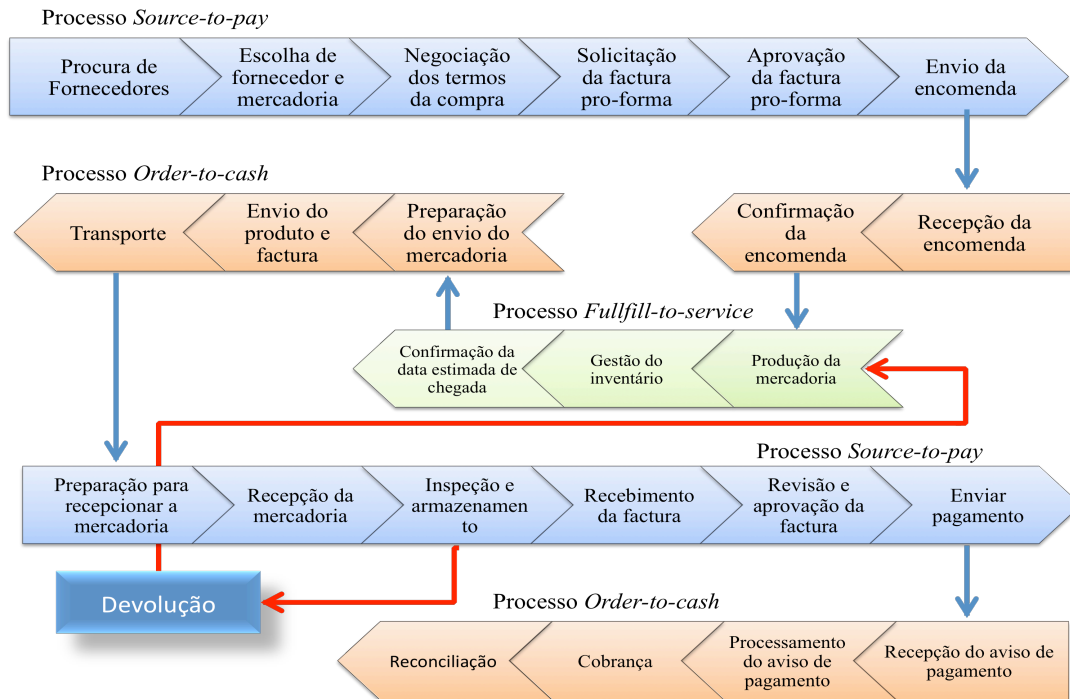 Processo Source-to-pay
Procura de
Fornecedores
Escolha de
fornecedor e
mercadoria
Negociação
dos termos
da compra
Solicitação
da factura
pro-forma
Aprovação
da factura
pro-forma
Envio da
encomenda
Processo Order-to-cash
Transporte
Envio do
produto e
factura
Preparação
do envio do
mercadoria
Confirmação
da
encomenda
Recepção da
encomenda
Processo Fullfill-to-service
Confirmação da
data estimada de
chegada
Gestão do
inventário
Produção da
mercadoria
Processo Source-to-pay
Preparação para
recepcionar a
mercadoria
Recepção da
mercadoria
Inspeção e
armazename
nto
Recebimento
da factura
Revisão e
aprovação da
factura
Enviar
pagamento
Devolução
Processo Order-to-cash
Reconciliação
Cobrança
Processamento
do aviso de
pagamento
Recepção do aviso de
pagamento